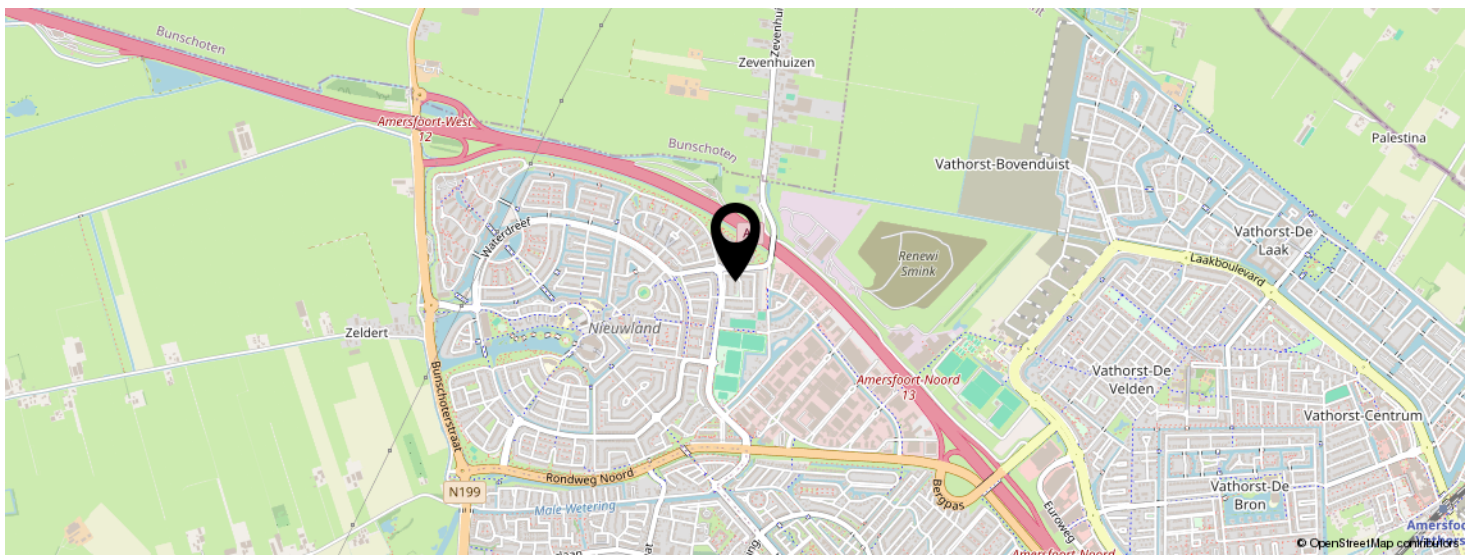 Bunschoten
Zevenhuizen
Zevenhuizen
Amersfoort-West
12
Bunschoten
Palestina
Vathorst-Bovenduist
Waterdreef
Vathorst-De
Laak
Renewi
Smink
Laakboulevard
Zeldert
Nieuwland
Bunschoterstraat
Amersfoort-Noord
13
Vathorst-De
Velden
Vathorst-Centrum
Rondweg Noord
N199
Male Wetering
Bergpas
Euroweg
Vathorst-De
Bron
Amersfoort-Noord
© OpenStreetMap contributors